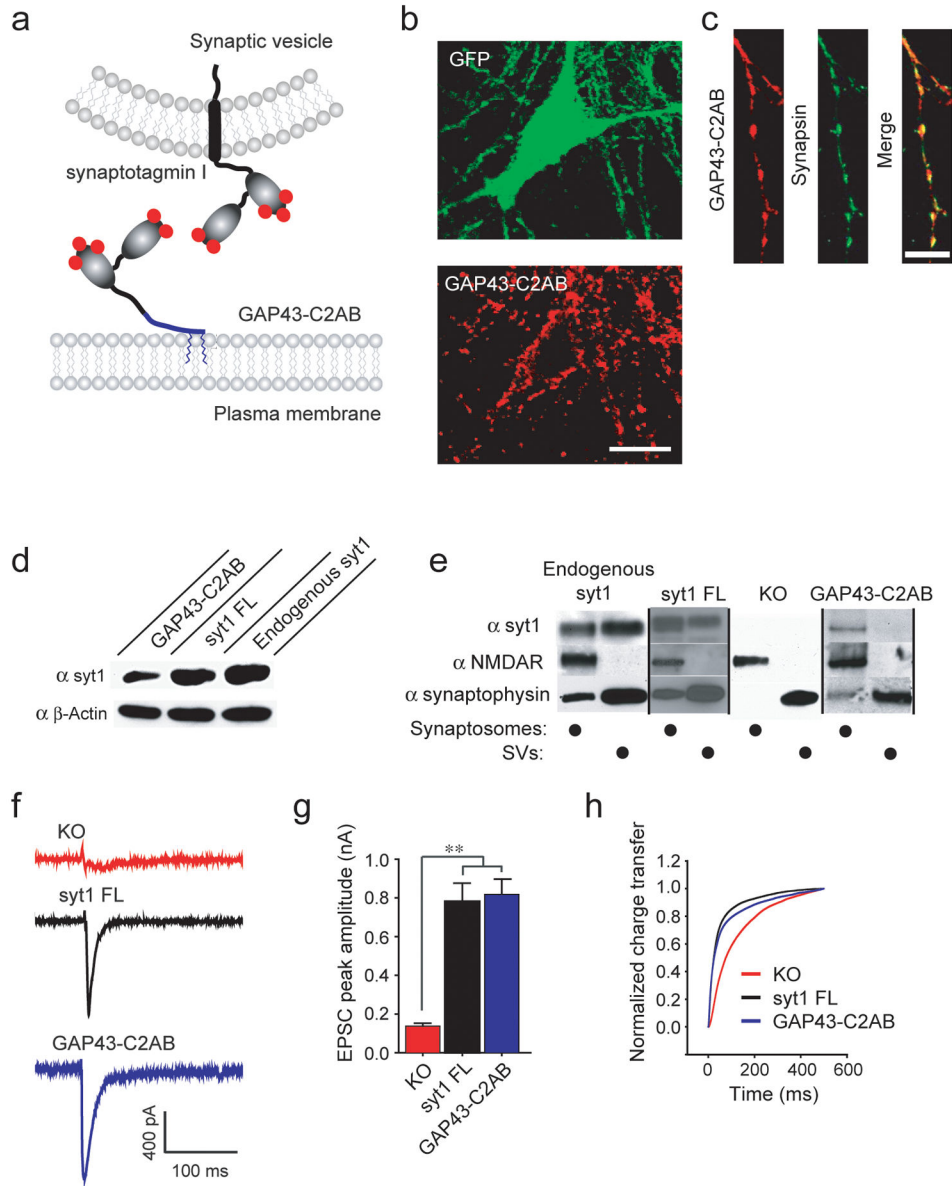 a
Synaptic vesicle
synaptotagmin I
GAP43-C2AB
Plasma membrane
b
GFP
GAP43-C2AB
c
GAP43-C2AB
Synapsin
Merge
d
GAP43-C2AB
syt1 FL
Endogenous syt1
α syt1
α β-Actin
e
Endogenous
syt1
syt1 FL
KO
GAP43-C2AB
α syt1
α NMDAR
α synaptophysin
Synaptosomes:
SVs:
f
KO
syt1 FL
GAP43-C2AB
400 pA
100 ms
g
EPSC peak amplitude (nA)
1.0
0.8
0.6
0.4
0.2
0.0
**
KO
syt1 FL
GAP43-C2AB
h
Normalized charge transfer
1.2
1.0
0.8
0.6
0.4
0.2
0.0
KO
syt1 FL
GAP43-C2AB
0 200 400 600
Time (ms)